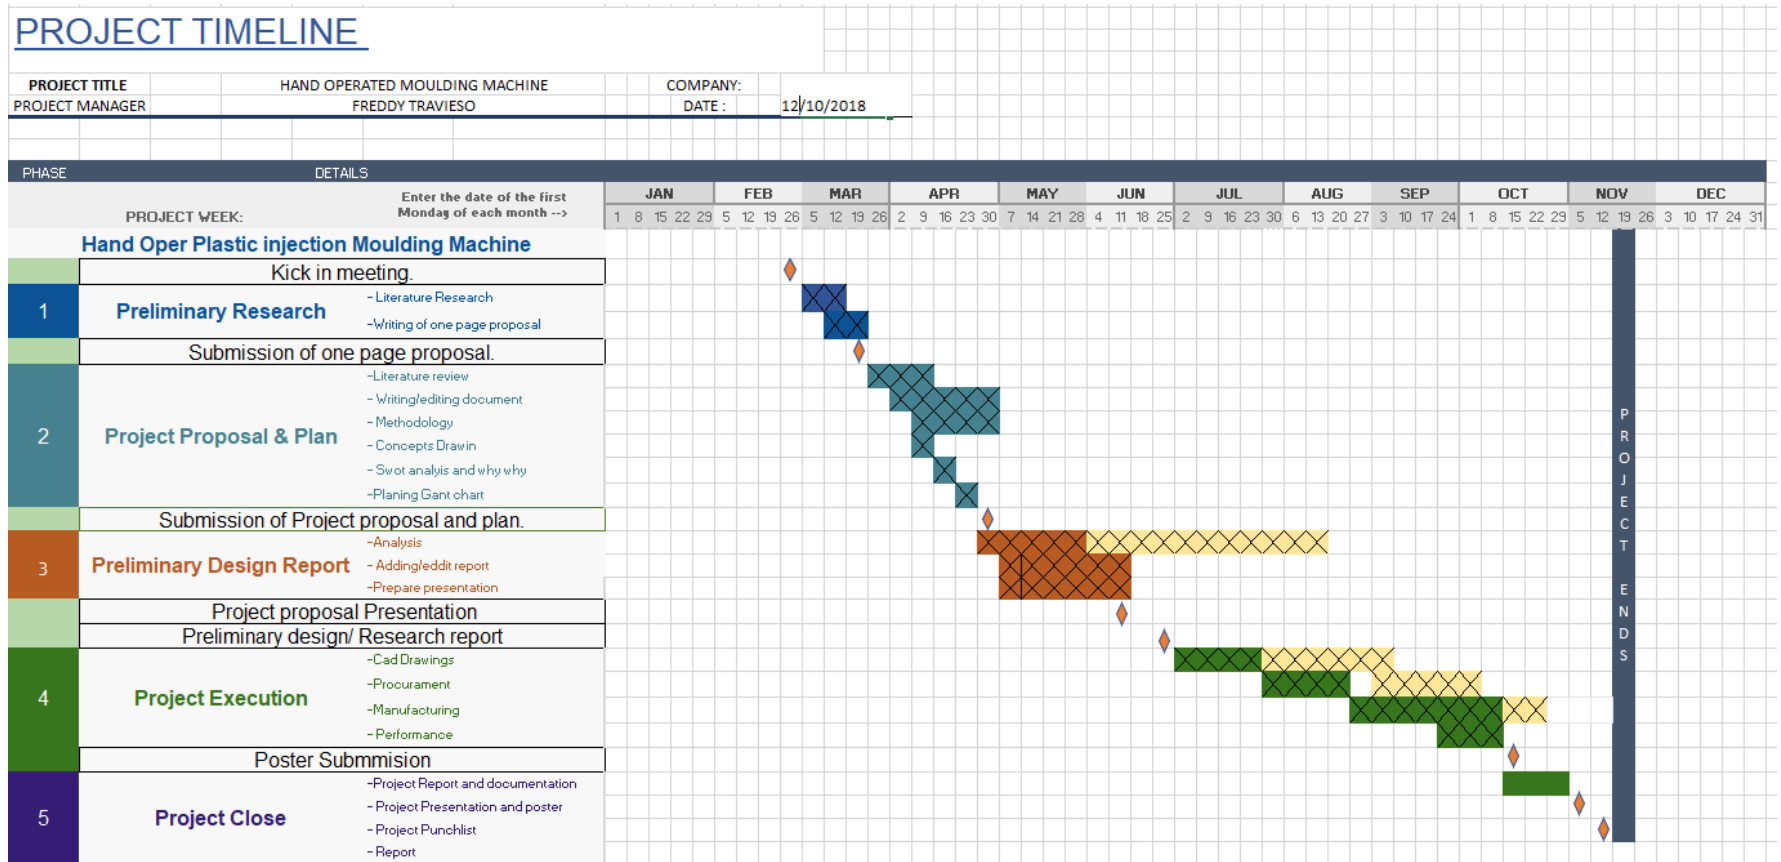 PROJECT TIMELINE
PROJECT TITLE HAND OPERATED MOULDING MACHINE COMPANY:
PROJECT MANAGER FREDDY TRAVIESO DATE : 12/10/2018
PHASE DETAILS
Enter the date of the first JAN FEB MAR APR MAY JUN JUL AUG SEP OCT NOV DEC
PROJECT WEEK: Monday of each month --> 1 8 15 22 29 5 12 19 26 5 12 19 26 2 9 16 23 30 7 14 21 28 4 11 18 25 2 9 16 23 30 6 13 20 27 3 10 17 24 1 8 15 22 29 5 12 19 26 3 10 17 24 31
Hand Oper Plastic injection Moulding Machine
Kick in meeting.
1 Preliminary Research
- Literature Research
-Writing of one page proposal
Submission of one page proposal.
2 Project Proposal & Plan
-Literature review
- Writing/editing document
- Methodology
- Concepts Drawin
- Swot analyis and why why
-Planing Gant chart
Submission of Project proposal and plan.
3 Preliminary Design Report
-Analysis
- Adding/eddit report
-Prepare presentation
Project proposal Presentation
Preliminary design/ Research report
4 Project Execution
-Cad Drawings
-Procurament
-Manufacturing
- Performance
Poster Submmision
5 Project Close
-Project Report and documentation
- Project Presentation and poster
- Project Punchlist
- Report
PROJECT ENDS